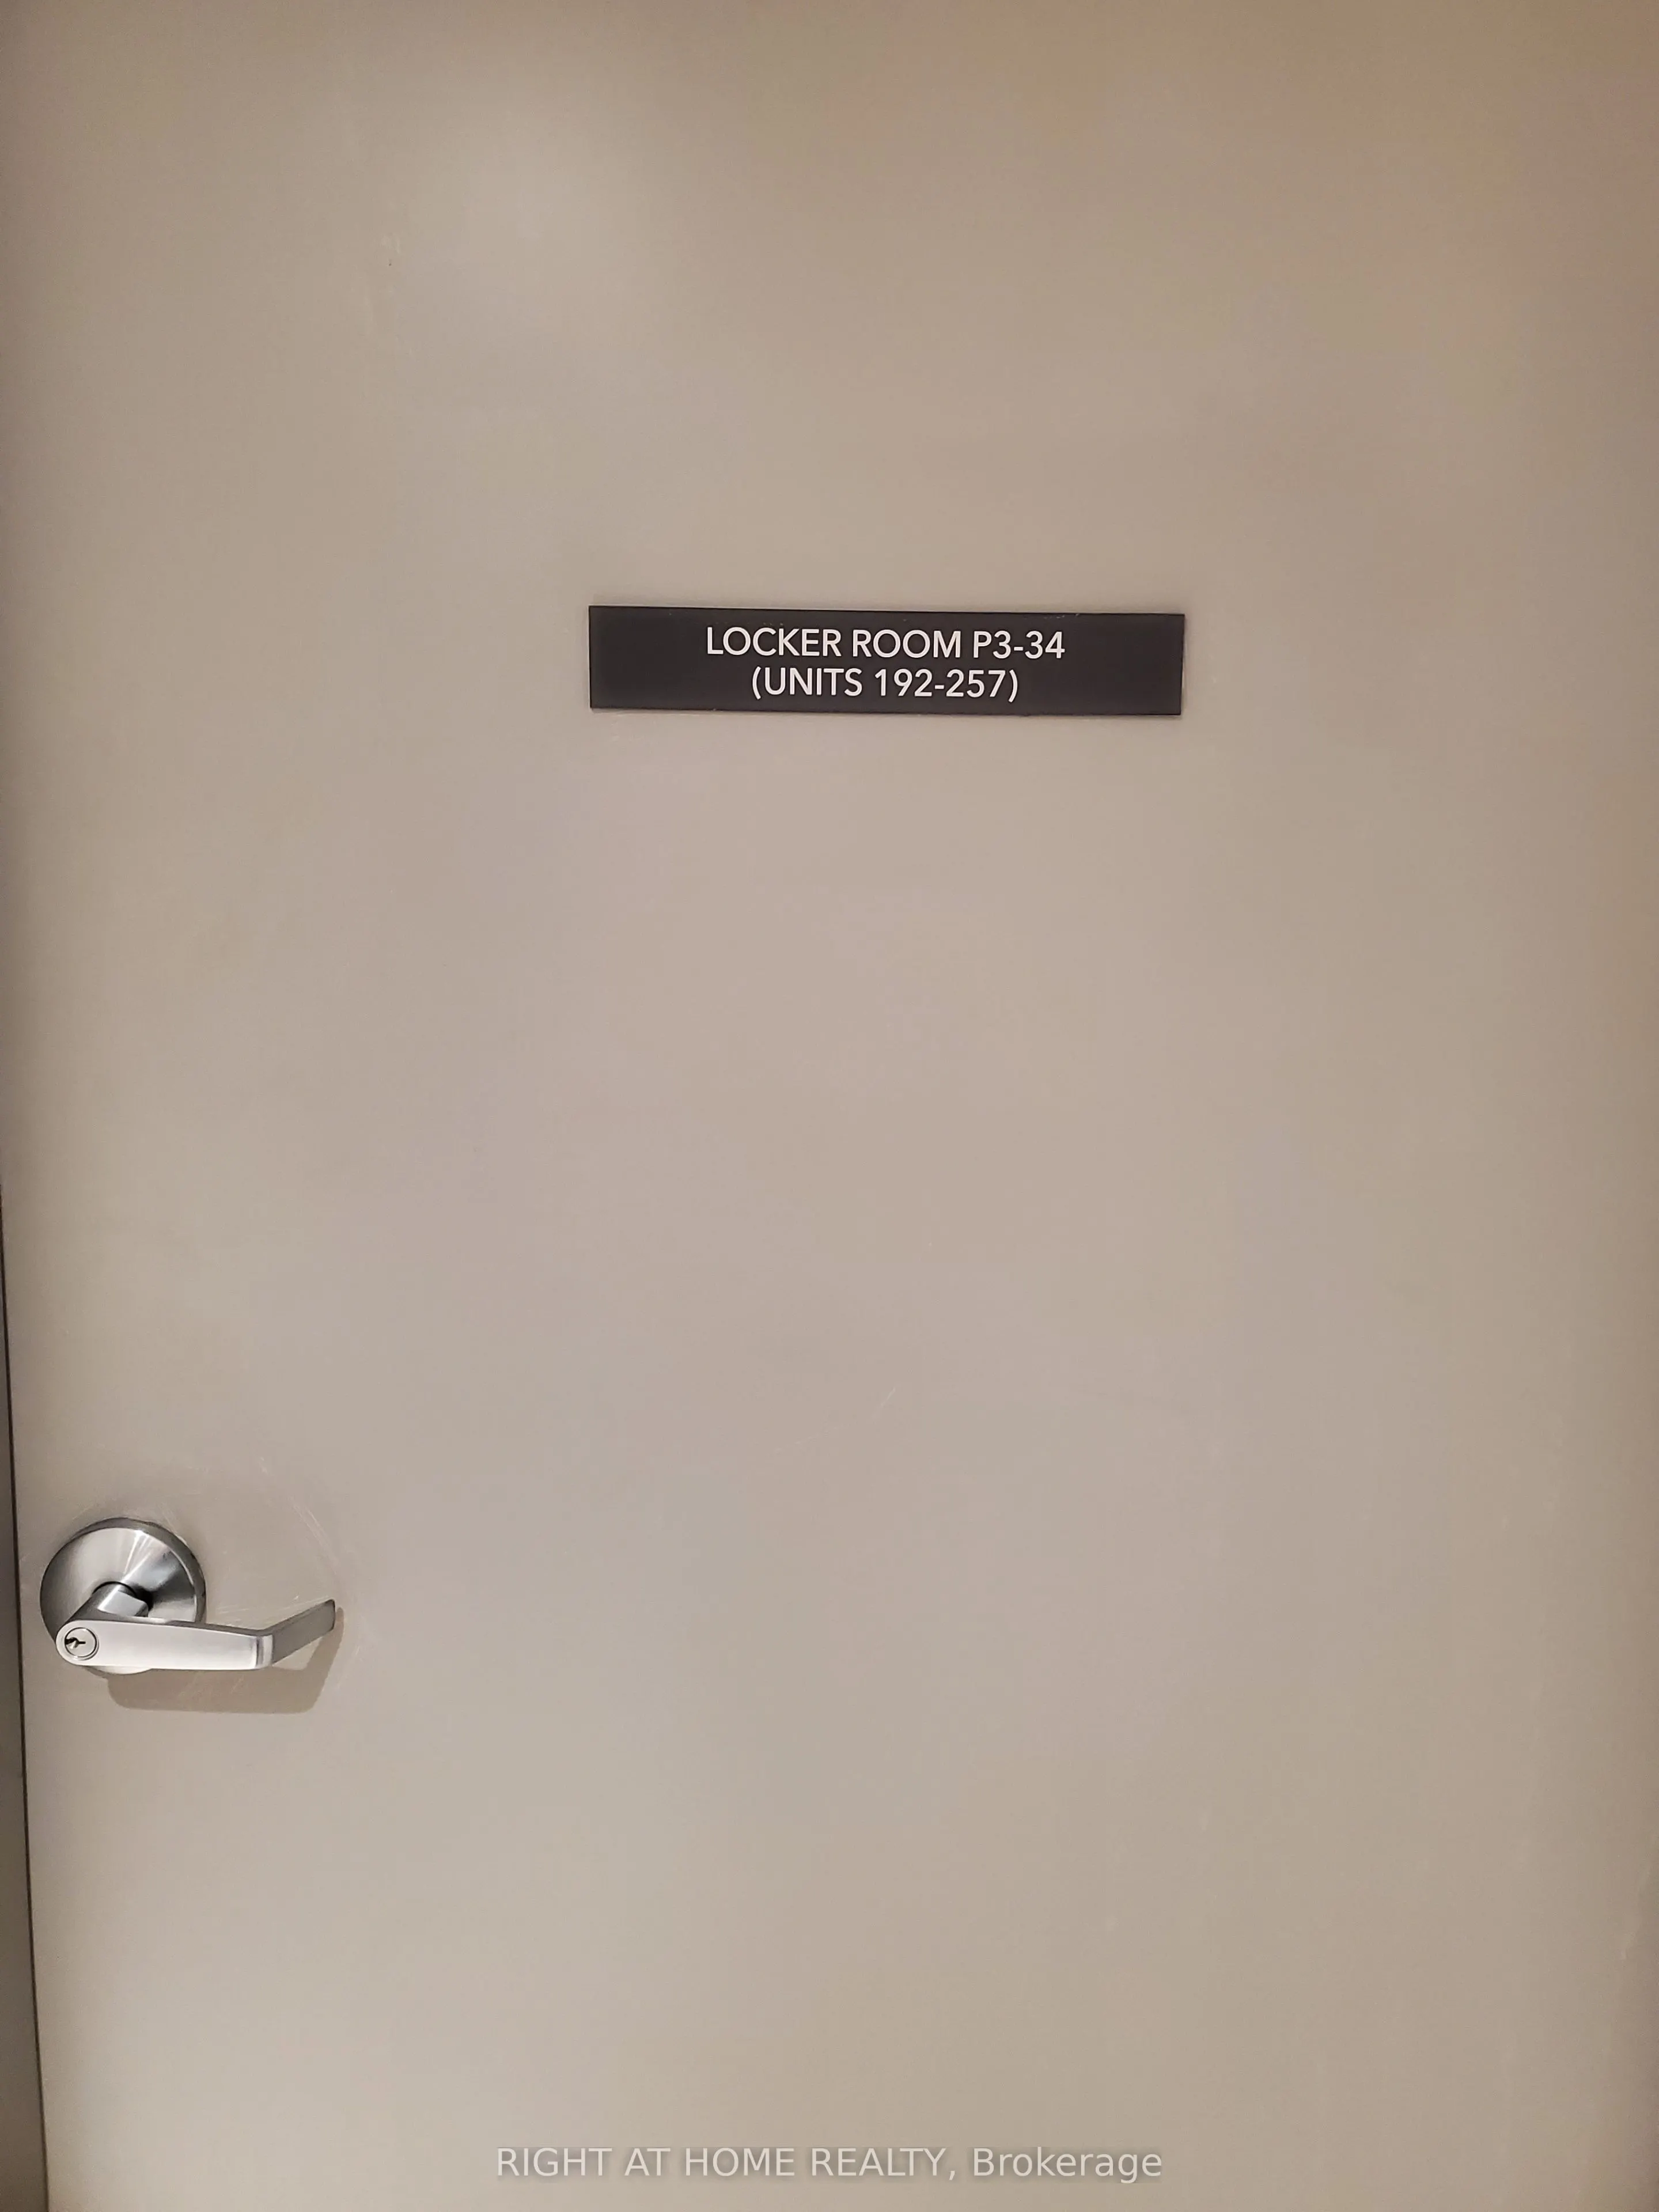 LOCKER ROOM P3-34
(UNITS 192-257)
RIGHT AT HOME REALTY, Brokerage